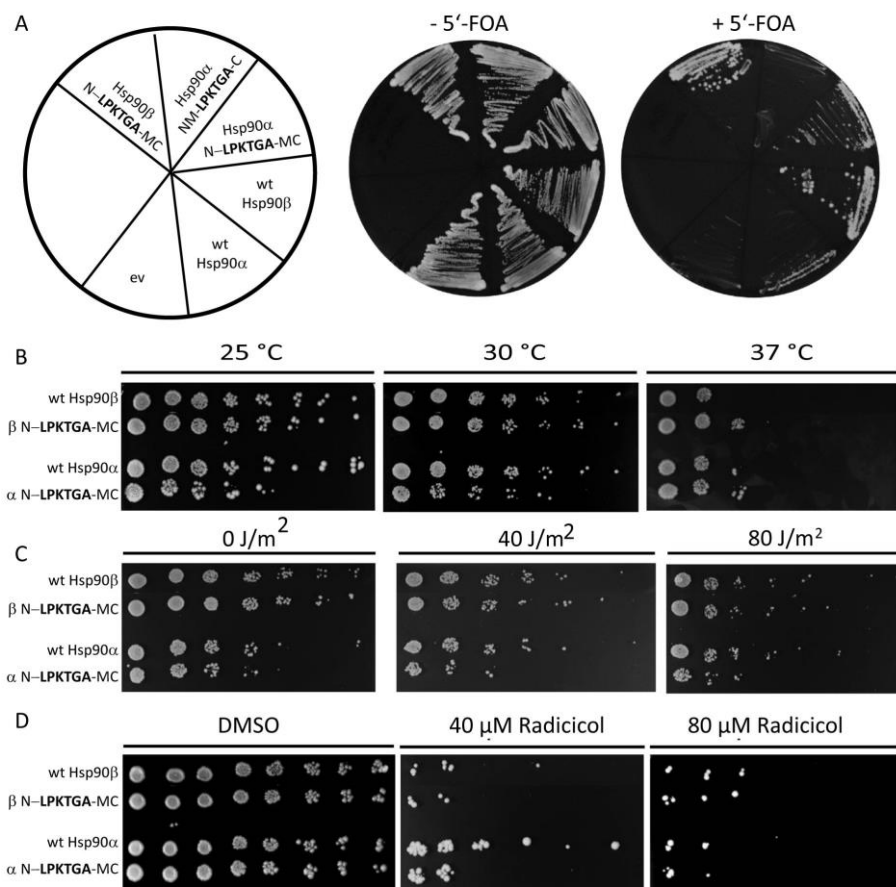 A
- 5‘-FOA
+ 5‘-FOA
Hsp90β
N–LPKTGA-MC
Hsp90α
NM-LPKTGA-C
Hsp90α
N–LPKTGA-MC
wt
Hsp90β
wt
Hsp90α
ev
B
25 °C
30 °C
37 °C
wt Hsp90β
β N–LPKTGA-MC
wt Hsp90α
α N–LPKTGA-MC
C
0 J/m²
40 J/m²
80 J/m²
wt Hsp90β
β N–LPKTGA-MC
wt Hsp90α
α N–LPKTGA-MC
D
DMSO
40 µM Radicicol
80 µM Radicicol
wt Hsp90β
β N–LPKTGA-MC
wt Hsp90α
α N–LPKTGA-MC